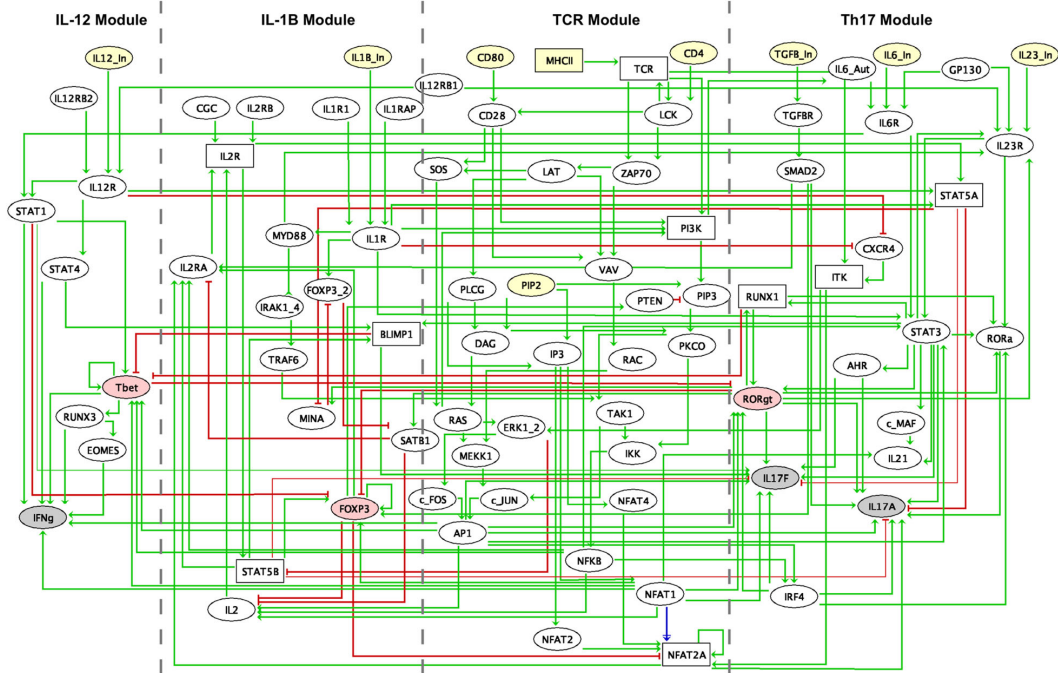 IL-12 Module IL-1B Module TCR Module Th17 Module
IL12_In IL1B_In CD80 MHCII TCR CD4 TGFB_In IL6_Aut IL6_In GP130 IL23_In
IL12RB2 CGC IL2RB IL1R1 IL1RAP IL12RB1 CD28 LCK TGFBR IL6R
IL2R IL23R
SOS LAT ZAP70 SMAD2
IL12R STAT5A
STAT1 MYD88 IL1R PI3K CXCR4
STAT4 IL2RA FOXP3_2 VAV ITK
IRAK1_4 PLCG PIP2 PTEN PIP3 RUNX1
BLIMP1 DAG IP3 RAC PKCO STAT3 RORa
TRAF6 AHR
Tbet RORgt
RUNX3 MINA RAS ERK1_2 TAK1 c_MAF
EOMES SATB1 MEKK1 IKK IL21
c_FOS c_JUN NFAT4 IL17F
IFNg FOXP3 AP1 IL17A
STAT5B NFKB
IL2 NFAT1 IRF4
NFAT2 NFAT2A